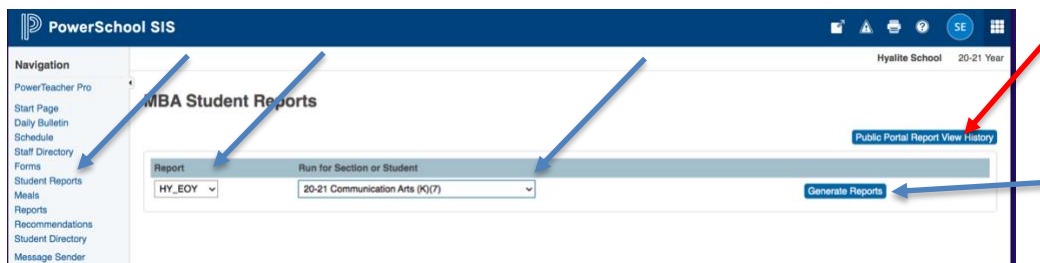 PowerSchool SIS
SE
Hyalite School 20-21 Year
Navigation
PowerTeacher Pro
Start Page
Daily Bulletin
Schedule
Staff Directory
Forms
Student Reports
Meals
Reports
Recommendations
Student Directory
Message Sender
MBA Student Reports
Public Portal Report View History
Report Run for Section or Student
HY_EOY 20-21 Communication Arts (K)(7) Generate Reports